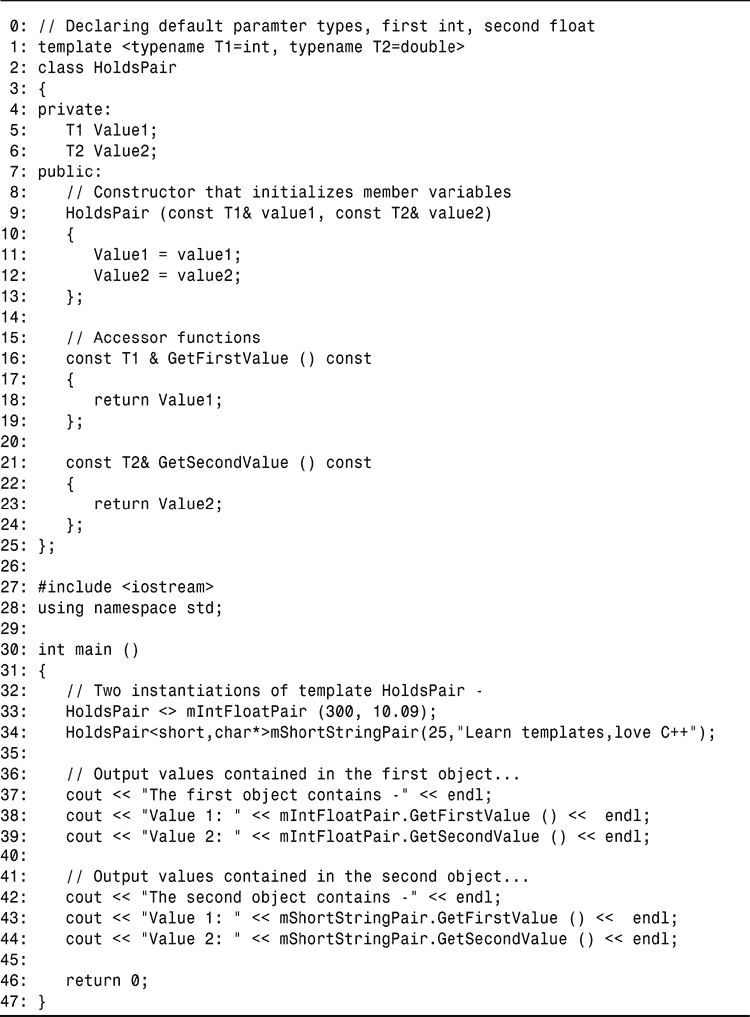 0: // Declaring default paramter types, first int, second float
1: template <typename T1=int, typename T2=double>
2: class HoldsPair
3: {
4: private:
5:    T1 Value1;
6:    T2 Value2;
7: public:
8:    // Constructor that initializes member variables
9:    HoldsPair (const T1& value1, const T2& value2)
10:    {
11:       Value1 = value1;
12:       Value2 = value2;
13:    };
14:
15:    // Accessor functions
16:    const T1 & GetFirstValue () const
17:    {
18:       return Value1;
19:    };
20:
21:    const T2& GetSecondValue () const
22:    {
23:       return Value2;
24:    };
25: };
26:
27: #include <iostream>
28: using namespace std;
29:
30: int main ()
31: {
32:    // Two instantiations of template HoldsPair -
33:    HoldsPair <> mIntFloatPair (300, 10.09);
34:    HoldsPair<short,char*>mShortStringPair(25,"Learn templates,love C++");
35:
36:    // Output values contained in the first object...
37:    cout << "The first object contains -" << endl;
38:    cout << "Value 1: " << mIntFloatPair.GetFirstValue () <<  endl;
39:    cout << "Value 2: " << mIntFloatPair.GetSecondValue () << endl;
40:
41:    // Output values contained in the second object...
42:    cout << "The second object contains -" << endl;
43:    cout << "Value 1: " << mShortStringPair.GetFirstValue () <<  endl;
44:    cout << "Value 2: " << mShortStringPair.GetSecondValue () << endl;
45:
46:    return 0;
47: }